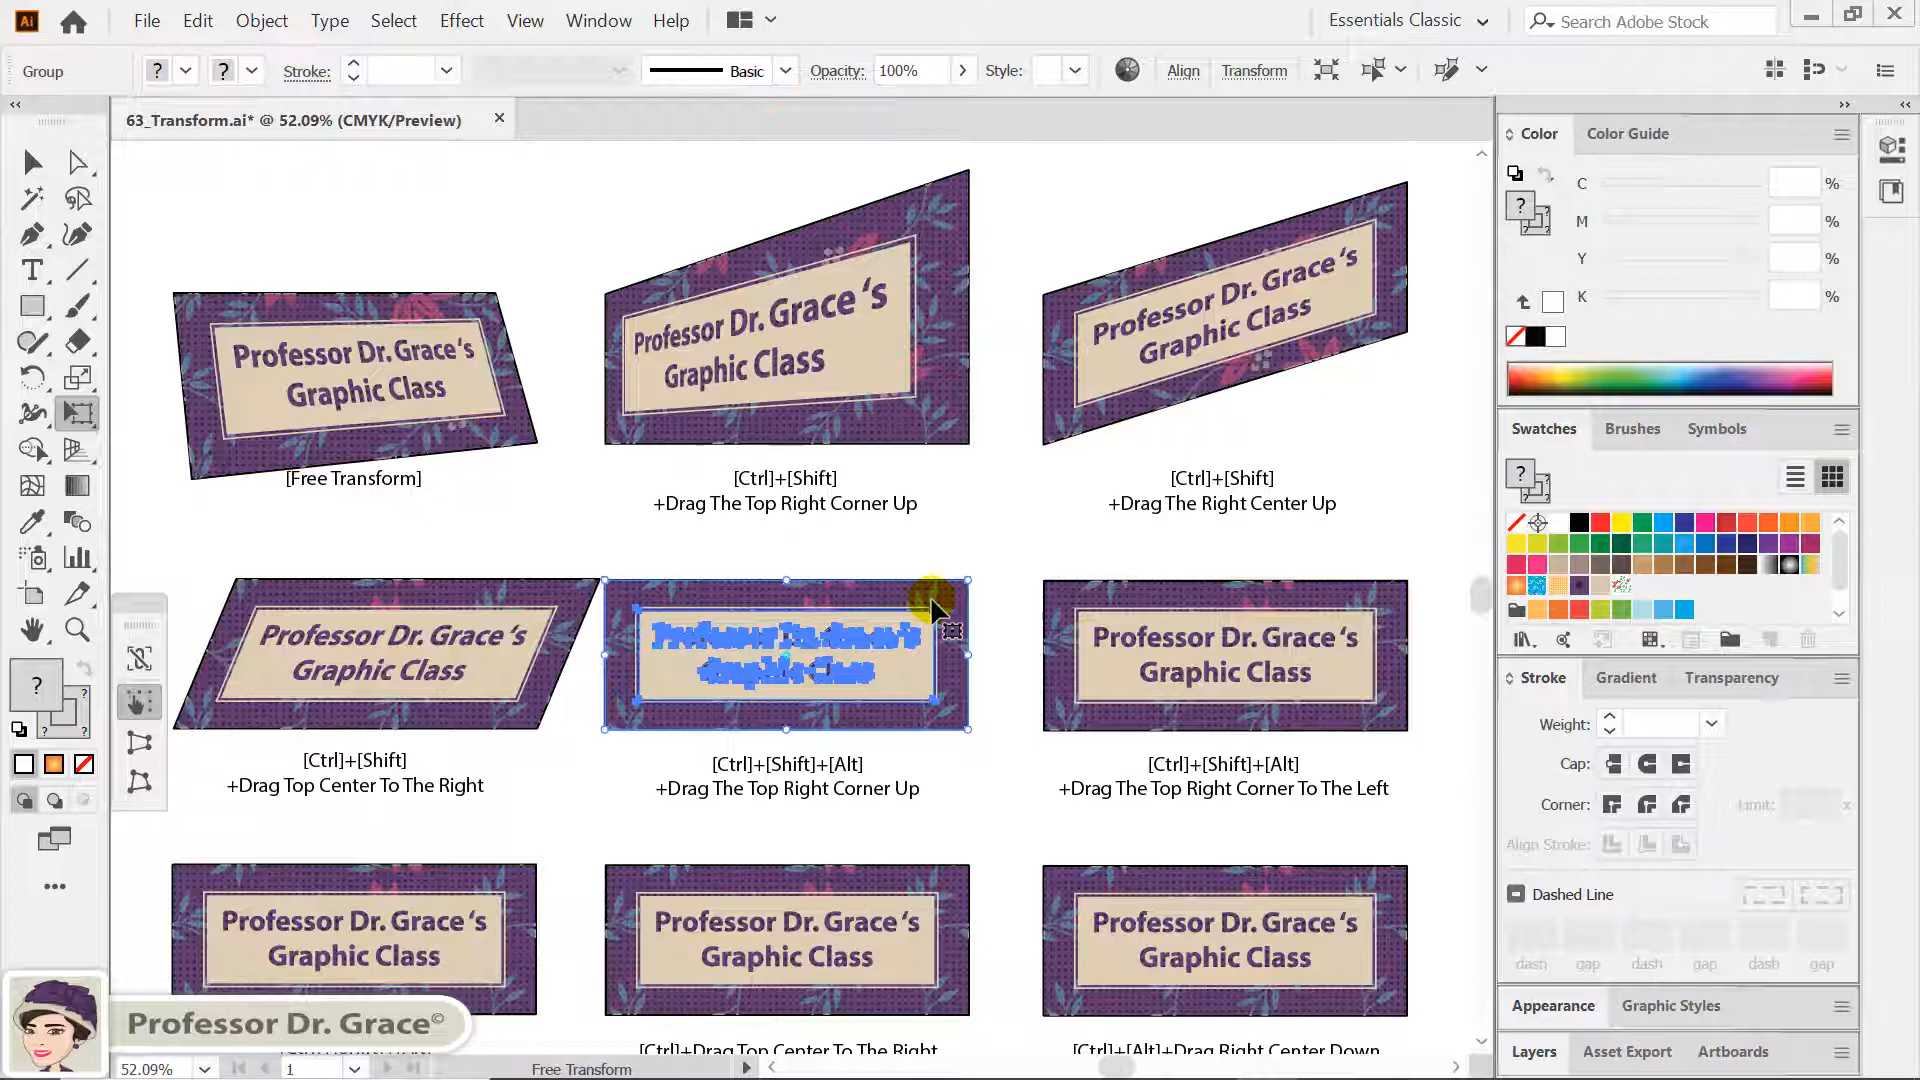 File Edit Object Type Select Effect View Window Help
Essentials Classic
Search Adobe Stock
Group
Stroke:
Basic
Opacity: 100%
Style:
Align
Transform
63_Transform.ai* @ 52.09% (CMYK/Preview)
Professor Dr. Grace's
Graphic Class
[Free Transform]
Professor Dr. Grace 's
Graphic Class
[Ctrl]+[Shift]
+Drag The Top Right Corner Up
Professor Dr. Grace 's
Graphic Class
[Ctrl]+[Shift]
+Drag The Right Center Up
Professor Dr. Grace 's
Graphic Class
[Ctrl]+[Shift]
+Drag Top Center To The Right
[Ctrl]+[Shift]+[Alt]
+Drag The Top Right Corner Up
Professor Dr. Grace 's
Graphic Class
[Ctrl]+[Shift]+[Alt]
+Drag The Top Right Corner To The Left
Professor Dr. Grace 's
Graphic Class
Professor Dr. Grace 's
Graphic Class
[Ctrl]+Drag Top Center To The Right
Professor Dr. Grace 's
Graphic Class
[Ctrl]+[Alt]+Drag Right Center Down
Professor Dr. Grace©
52.09%
1
Free Transform
Color
Color Guide
C %
M %
Y %
K %
Swatches Brushes Symbols
Stroke Gradient Transparency
Weight:
Cap:
Corner:
Limit: x
Align Stroke:
Dashed Line
dash gap dash gap dash gap
Appearance Graphic Styles
Layers Asset Export Artboards